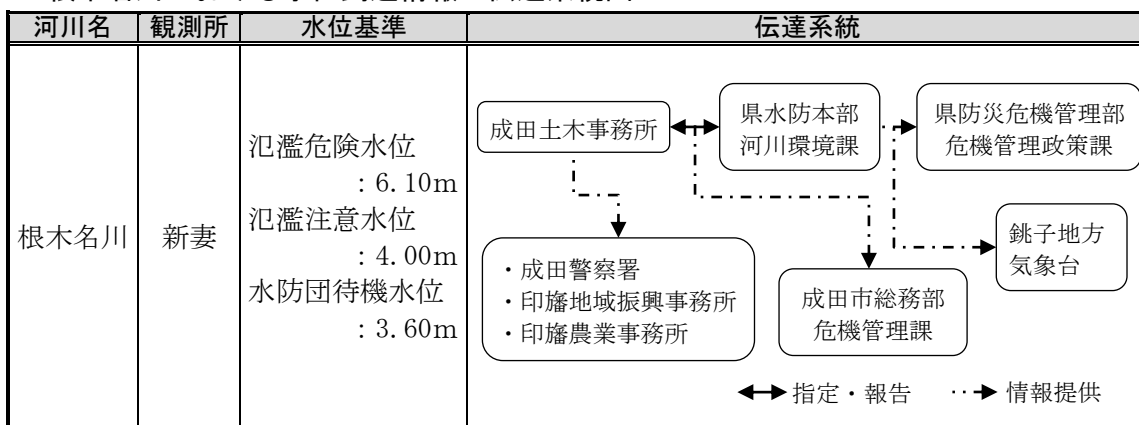 河川名 観測所 水位基準 伝達系統
根木名川
新妻
氾濫危険水位
:6.10m
氾濫注意水位
:4.00m
水防団待機水位
:3.60m
成田土木事務所
県水防本部
河川環境課
県防災危機管理部
危機管理政策課
・成田警察署
・印旛地域振興事務所
・印旛農業事務所
成田市総務部
危機管理課
銚子地方
気象台
指定・報告
情報提供